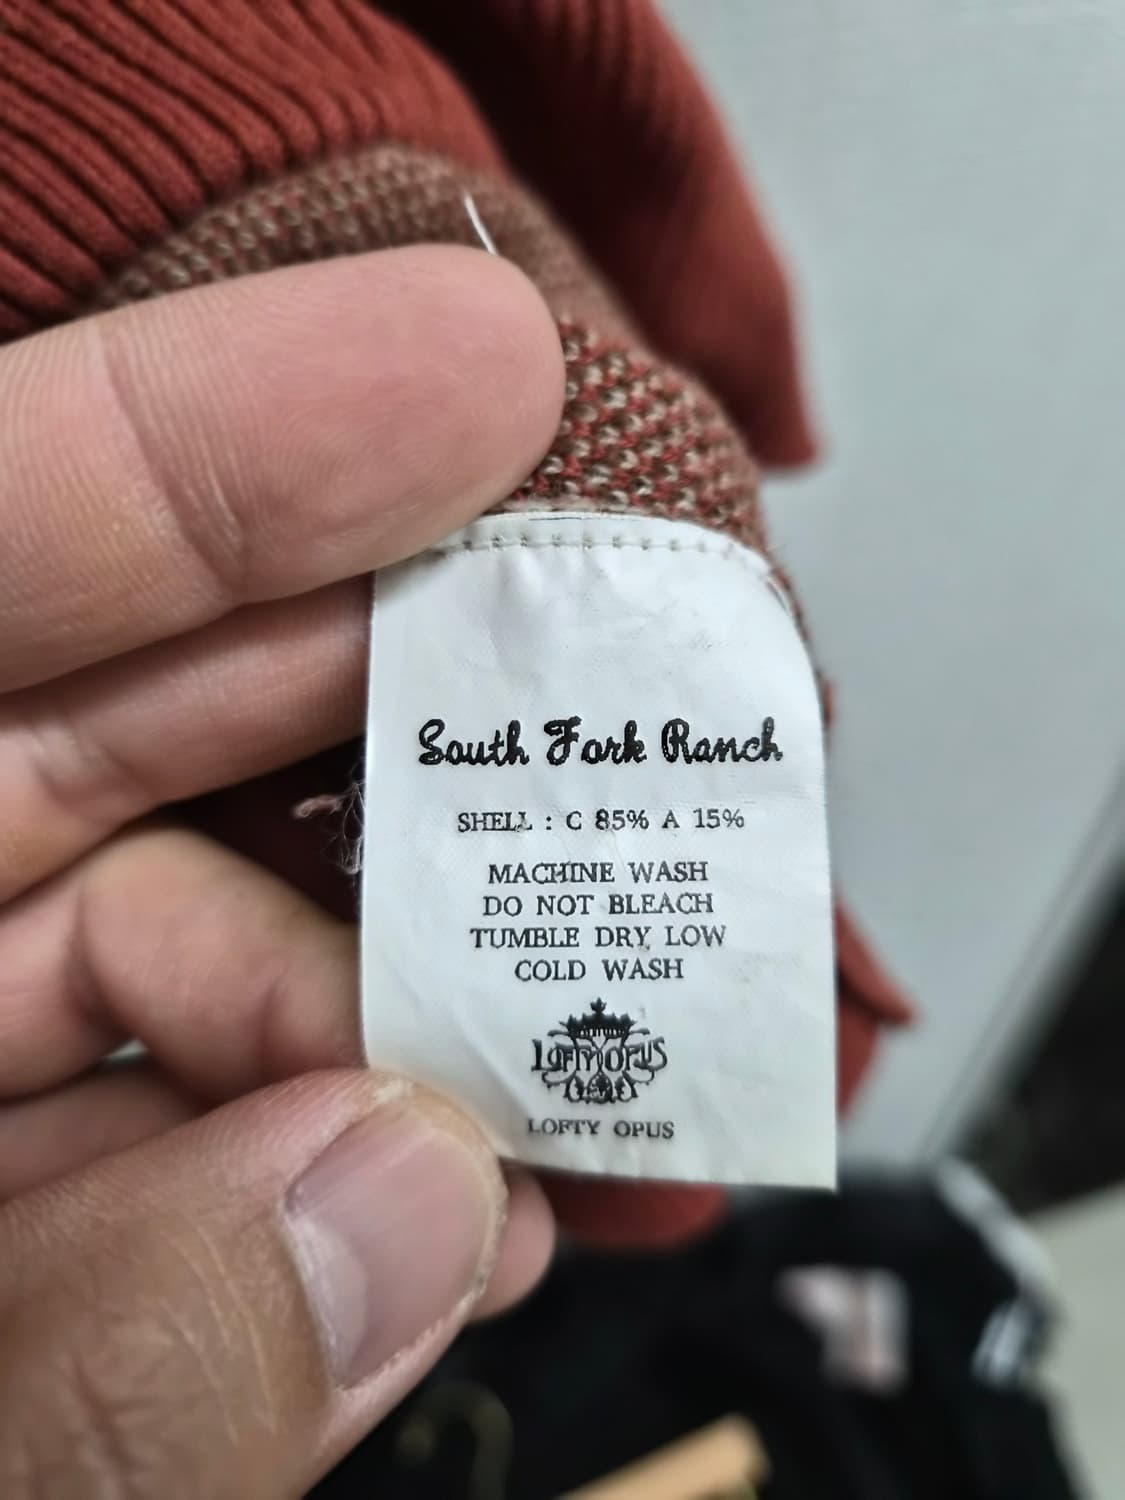 South Fork Ranch
SHELL : C 85% A 15%
MACHINE WASH
DO NOT BLEACH
TUMBLE DRY LOW
COLD WASH
LOFTY OPUS
LOFTY OPUS